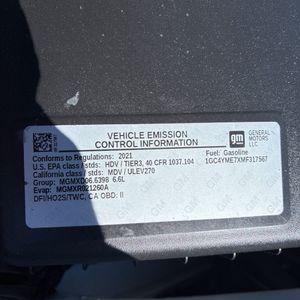 VEHICLE EMISSION
CONTROL INFORMATION
gm
GENERAL
MOTORS
LLC
Conforms to Regulations: 2021
Fuel: Gasoline
U.S. EPA class / stds: HDV / TIER3, 40 CFR 1037.104
1GC4YME7XMF317567
California class / stds: MDV / ULEV270
Group: MGMXD06.6398 6.6L
Evap: MGMXR021260A
DFI/HO2S/TWC, CA OBD: II